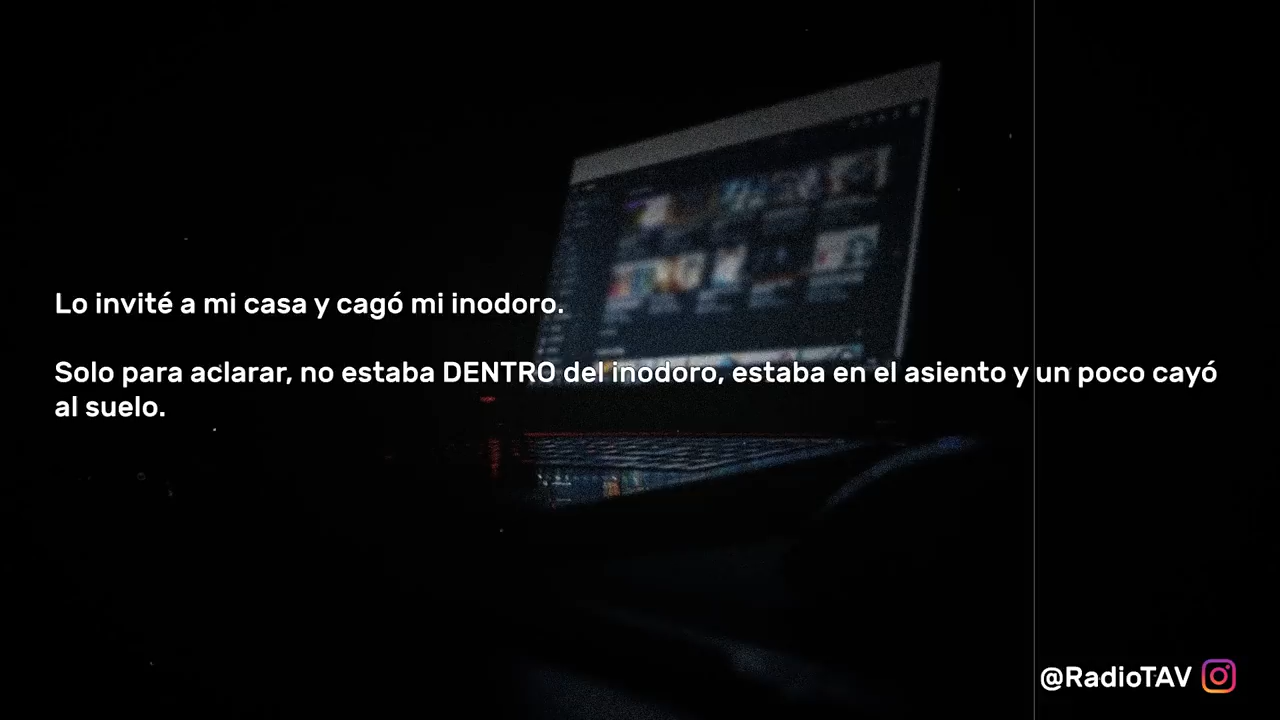 Lo invité a mi casa y cagó mi inodoro.
Solo para aclarar, no estaba DENTRO del inodoro, estaba en el asiento y un poco cayó
al suelo.
@RadioTAV